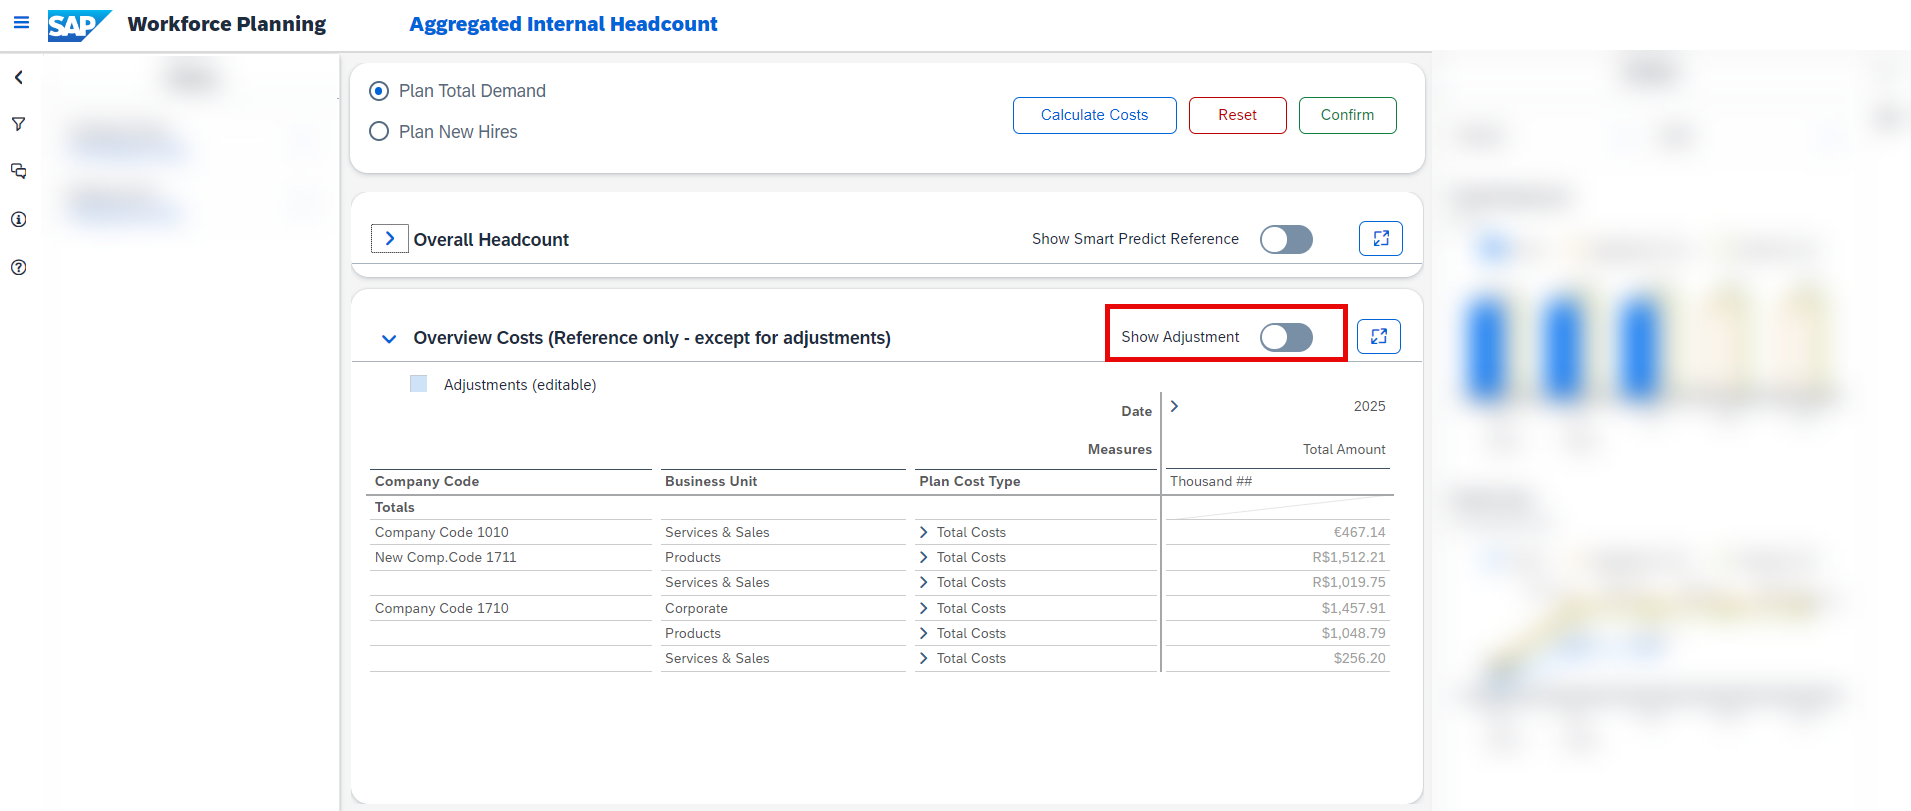 SAP Workforce Planning Aggregated Internal Headcount
Plan Total Demand
Plan New Hires
Calculate Costs Reset Confirm
Overall Headcount Show Smart Predict Reference
Overview Costs (Reference only - except for adjustments) Show Adjustment
Adjustments (editable)
Date 2025
Measures Total Amount
Company Code Business Unit Plan Cost Type Thousand ##
Totals
Company Code 1010 Services & Sales Total Costs €467.14
New Comp.Code 1711 Products Total Costs R$1,512.21
Services & Sales Total Costs R$1,019.75
Company Code 1710 Corporate Total Costs $1,457.91
Products Total Costs $1,048.79
Services & Sales Total Costs $256.20